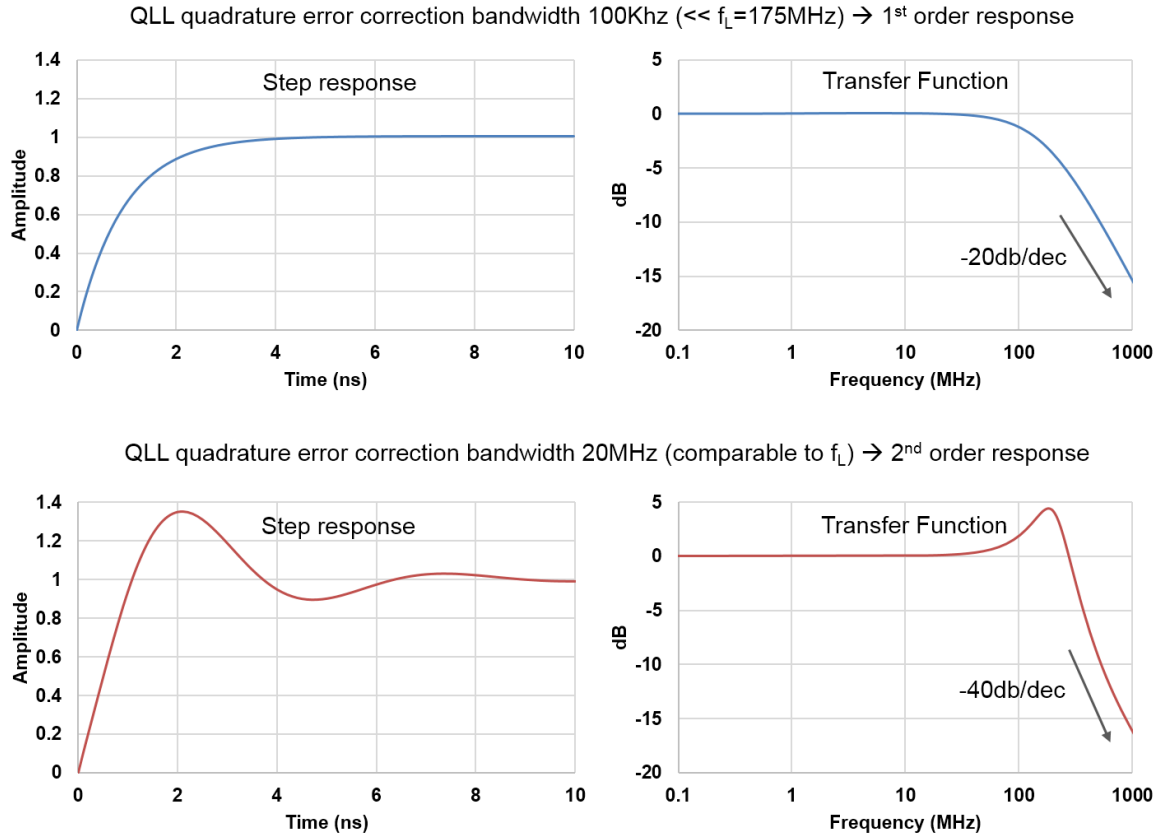 QLL quadrature error correction bandwidth 100Khz (<< f_L=175MHz) → 1st order response
Step response
Amplitude
1.4
1.2
1
0.8
0.6
0.4
0.2
0
0 2 4 6 8 10
Time (ns)
Transfer Function
dB
5
0
-5
-10
-15
-20
-20db/dec
0.1 1 10 100 1000
Frequency (MHz)
QLL quadrature error correction bandwidth 20MHz (comparable to f_L) → 2nd order response
Step response
Amplitude
1.4
1.2
1
0.8
0.6
0.4
0.2
0
0 2 4 6 8 10
Time (ns)
Transfer Function
dB
5
0
-5
-10
-15
-20
-40db/dec
0.1 1 10 100 1000
Frequency (MHz)